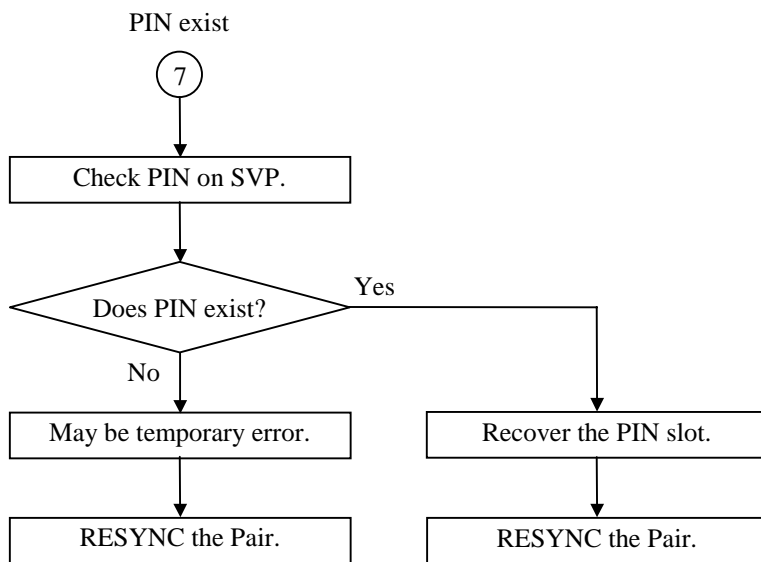 PIN exist
7
Check PIN on SVP.
Does PIN exist?
Yes
No
May be temporary error.
Recover the PIN slot.
RESYNC the Pair.
RESYNC the Pair.